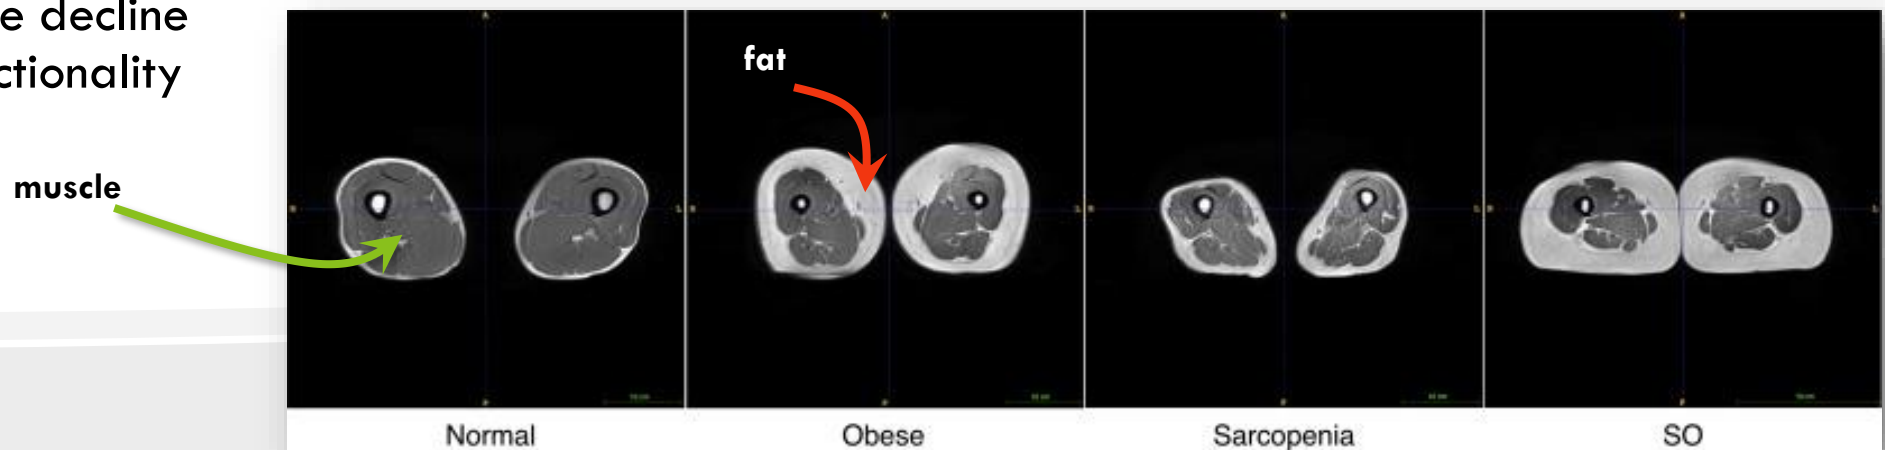 e decline
ctionality
fat
muscle
Normal
Obese
Sarcopenia
SO